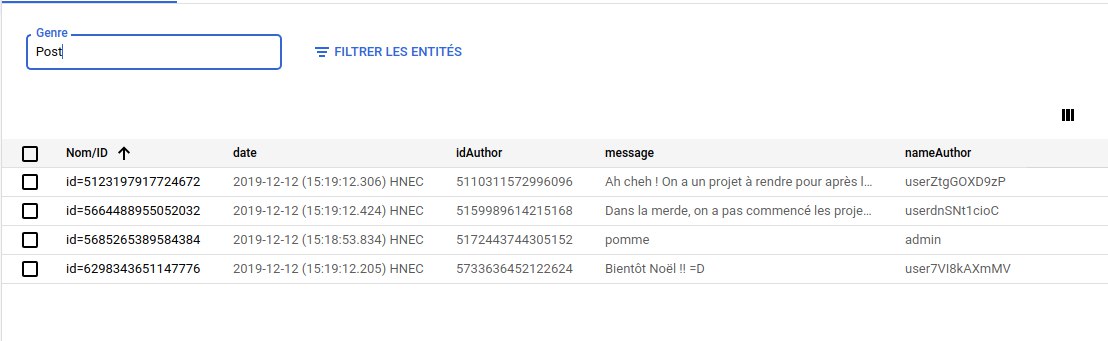 Genre
Post
FILTRER LES ENTITÉS
Nom/ID date idAuthor message nameAuthor
id=5123197917724672 2019-12-12 (15:19:12.306) HNEC 5110311572996096 Ah cheh ! On a un projet à rendre pour après l... userZtgGOXD9zP
id=5664488955052032 2019-12-12 (15:19:12.424) HNEC 5159989614215168 Dans la merde, on a pas commencé les proje... userdnSNt1cioC
id=5685265389584384 2019-12-12 (15:18:53.834) HNEC 5172443744305152 pomme admin
id=6298343651147776 2019-12-12 (15:19:12.205) HNEC 5733636452122624 Bientôt Noël !! =D user7VI8kAXmMV